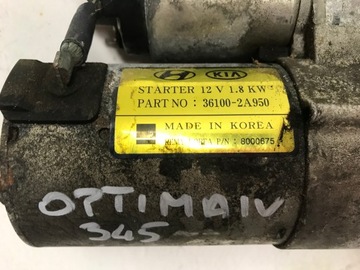 KIA
STARTER 12 V 1.8 KW
PART NO : 36100-2A950
MADE IN KOREA
P/N : 8000675
OPTIMA IV
345